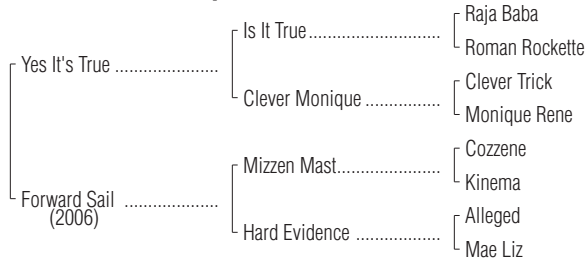 Raja Baba
Is It True
Roman Rockette
Yes It's True
Clever Trick
Clever Monique
Monique Rene
Cozzene
Mizzen Mast
Kinema
Forward Sail
(2006)
Alleged
Hard Evidence
Mae Liz